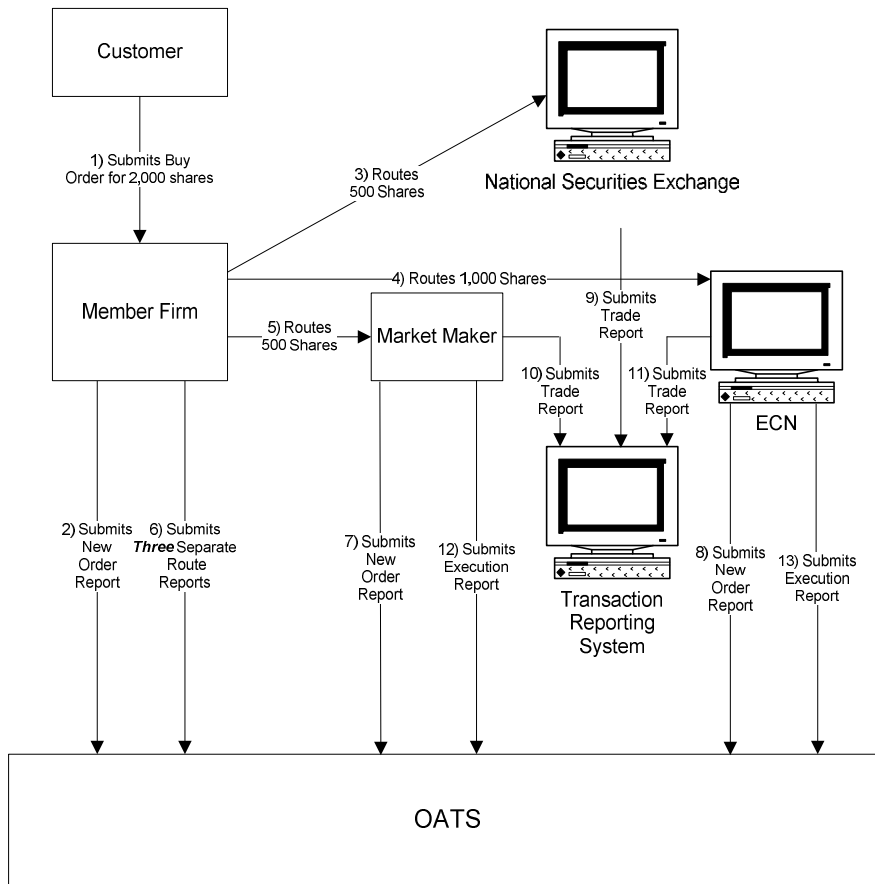 Customer
1) Submits Buy
Order for 2,000 shares
3) Routes
500 Shares
National Securities Exchange
Member Firm
4) Routes 1,000 Shares
5) Routes
500 Shares
Market Maker
9) Submits
Trade
Report
10) Submits
Trade
Report
11) Submits
Trade
Report
ECN
2) Submits
New
Order
Report
6) Submits
Three Separate
Route
Reports
7) Submits
New
Order
Report
12) Submits
Execution
Report
Transaction
Reporting
System
8) Submits
New
Order
Report
13) Submits
Execution
Report
OATS